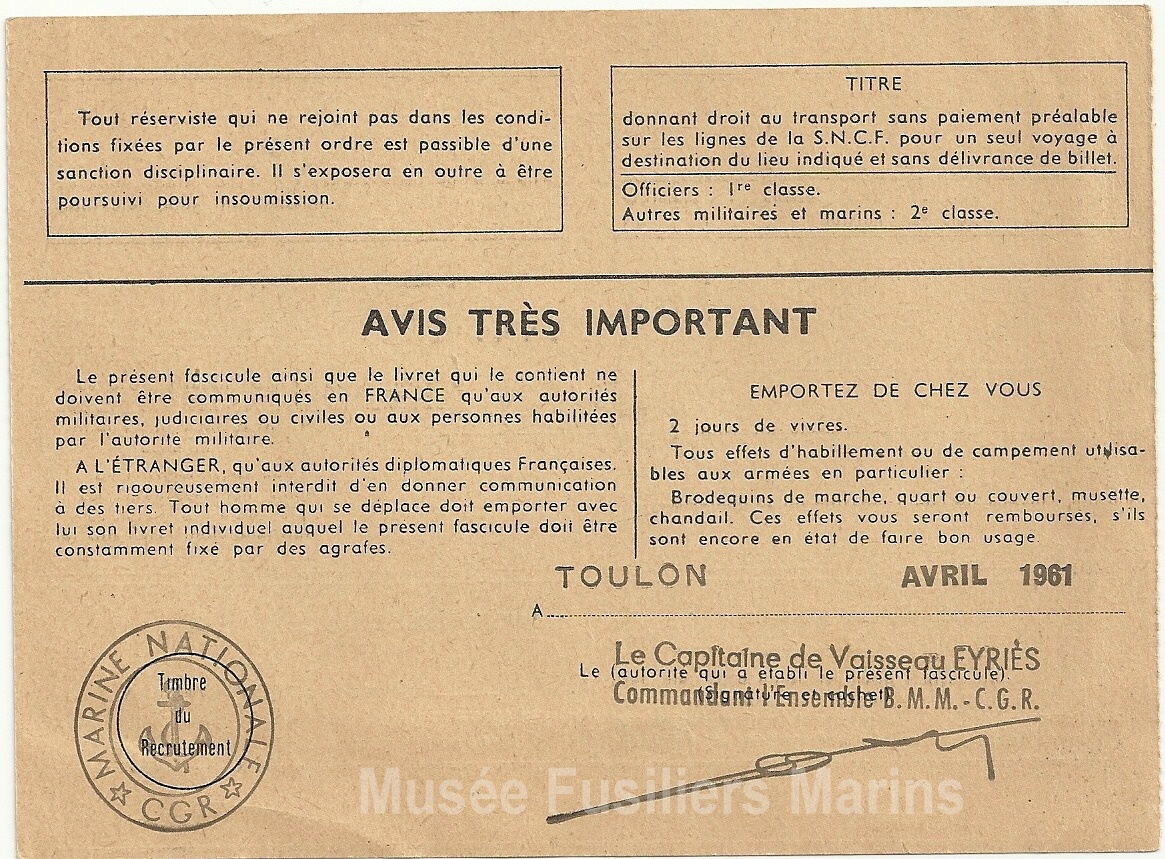 Tout réserviste qui ne rejoint pas dans les condi-
tions fixées par le présent ordre est passible d'une
sanction disciplinaire. Il s'exposera en outre à être
poursuivi pour insoumission.
TITRE
donnant droit au transport sans paiement préalable
sur les lignes de la S.N.C.F. pour un seul voyage à
destination du lieu indiqué et sans délivrance de billet.
Officiers : 1re classe.
Autres militaires et marins : 2e classe.
AVIS TRÈS IMPORTANT
Le présent fascicule ainsi que le livret qui le contient ne
doivent être communiqués en FRANCE qu'aux autorités
militaires, judiciaires ou civiles ou aux personnes habilitées
par l'autorité militaire.
A L'ÉTRANGER, qu'aux autorités diplomatiques Françaises.
Il est rigoureusement interdit d'en donner communication
à des tiers. Tout homme qui se déplace doit emporter avec
lui son livret individuel auquel le présent fascicule doit être
constamment fixé par des agrafes.
EMPORTEZ DE CHEZ VOUS
2 jours de vivres.
Tous effets d'habillement ou de campement utilisa-
bles aux armées en particulier :
Brodequins de marche, quart ou couvert, musette,
chandail. Ces effets vous seront remboursés, s'ils
sont encore en état de faire bon usage.
TOULON AVRIL 1961
A
Le Capitaine de Vaisseau EYRIÈS
Le (autorité qui a établi le présent fascicule).
Commandant l'Ensemble B.M.M.-C.G.R.
(Signature et cachet)
MARINE NATIONALE
Timbre
du
Recrutement
CGR
Musée Fusiliers Marins